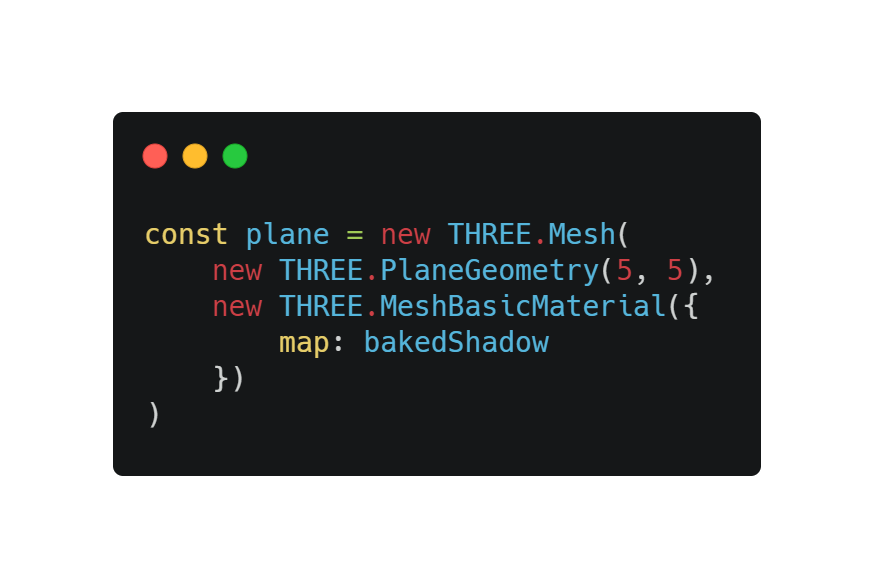 const plane = new THREE.Mesh(
    new THREE.PlaneGeometry(5, 5),
    new THREE.MeshBasicMaterial({
        map: bakedShadow
    })
)